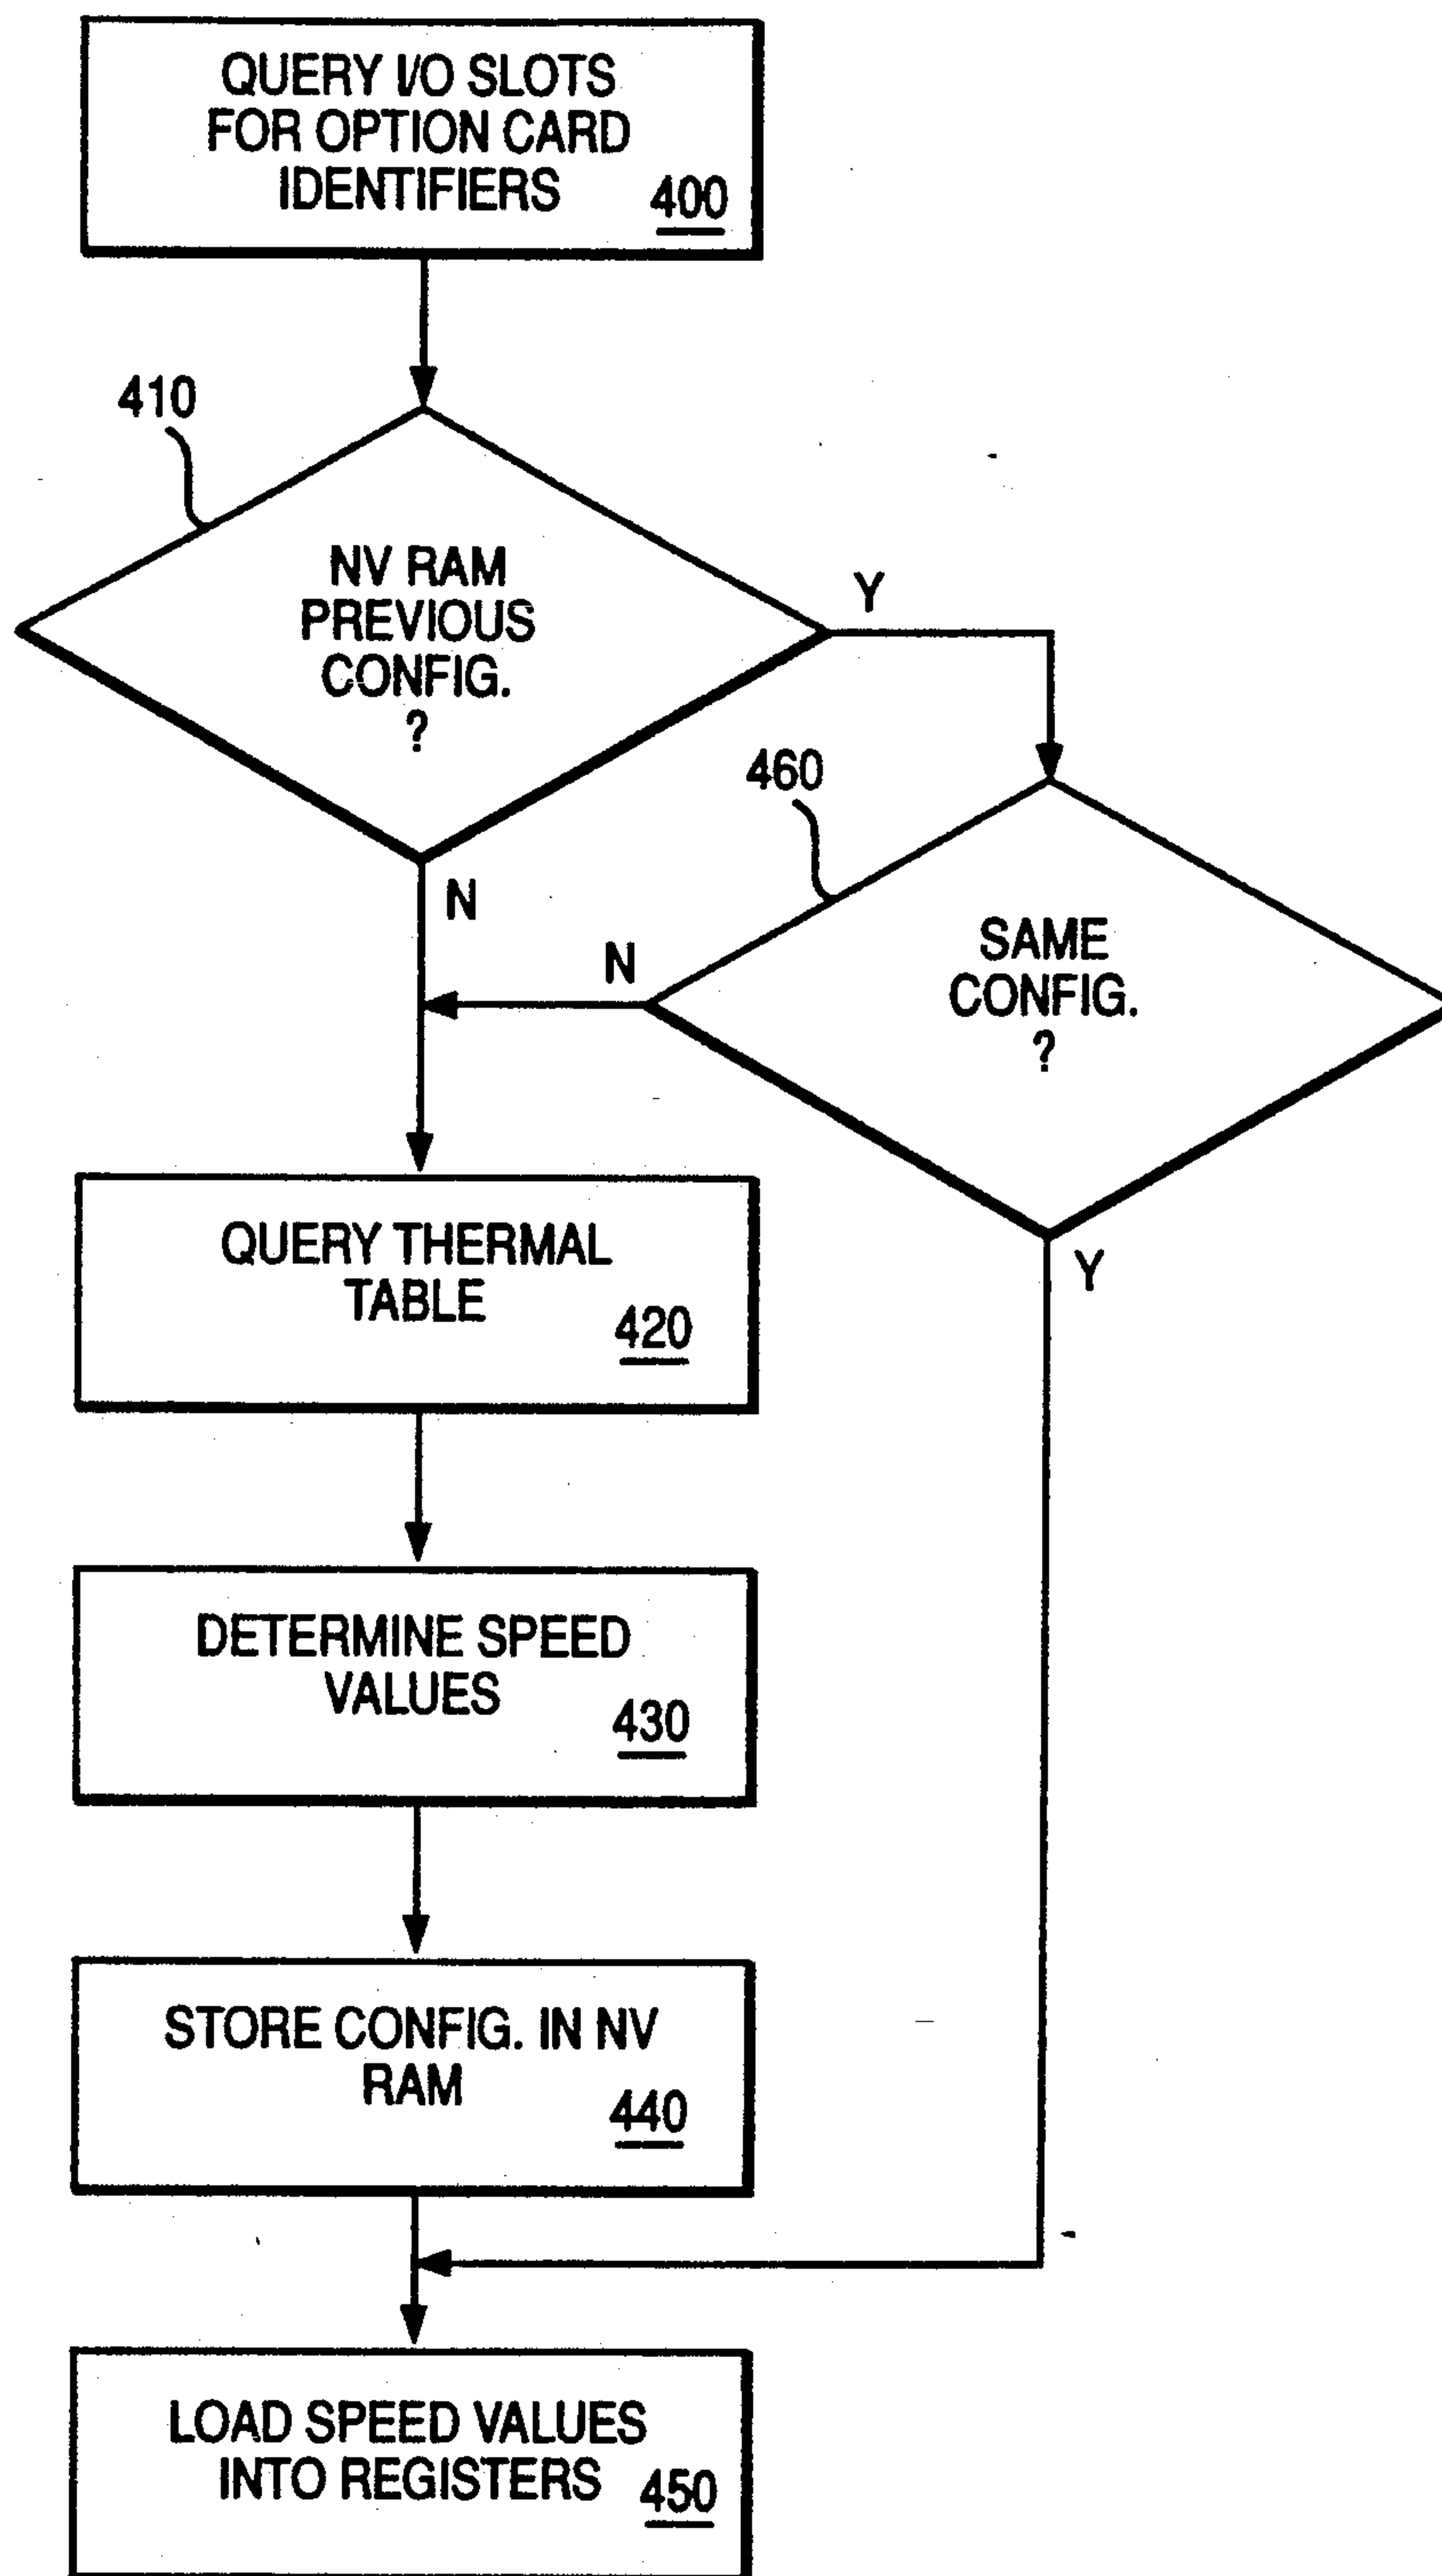 QUERY I/O SLOTS
FOR OPTION CARD
IDENTIFIERS
400
410
NV RAM
PREVIOUS
CONFIG.
?
Y
N
460
SAME
CONFIG.
?
N
Y
QUERY THERMAL
TABLE
420
DETERMINE SPEED
VALUES
430
STORE CONFIG. IN NV
RAM
440
LOAD SPEED VALUES
INTO REGISTERS
450